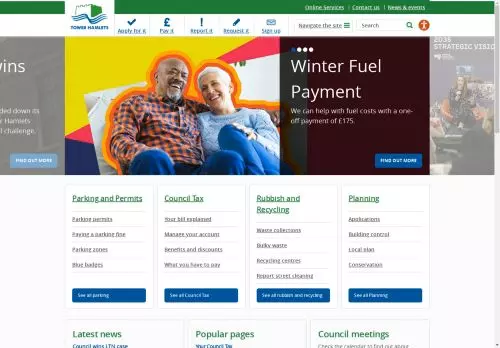 Online Services
Contact us
News & events
TOWER HAMLETS
Apply for it
Pay it
Report it
Request it
Sign up
Navigate the site
Search
ins
ded down its
r Hamlets
l challenge.
FIND OUT MORE
Winter Fuel
Payment
We can help with fuel costs with a one-
off payment of £175.
FIND OUT MORE
2035
STRATEGIC VISIO
Parking and Permits
Parking permits
Paying a parking fine
Parking zones
Blue badges
See all parking
Council Tax
Your bill explained
Manage your account
Benefits and discounts
What you have to pay
See all Council Tax
Rubbish and
Recycling
Waste collections
Bulky waste
Recycling centres
Report street cleaning
See all rubbish and recycling
Planning
Applications
Building control
Local plan
Conservation
See all Planning
Latest news
Council wins LTN case
Popular pages
Your Council Tax
Council meetings
Check the calendar to find out about